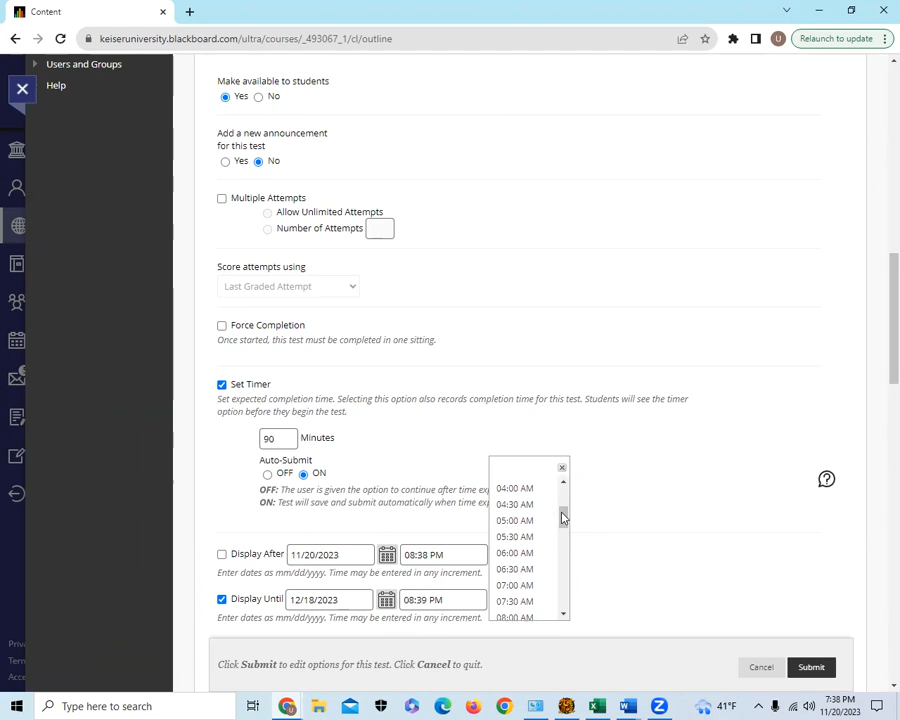 Content
keiseruniversity.blackboard.com/ultra/courses/_493067_1/cl/outline
U
Relaunch to update
Users and Groups
Help
Make available to students
Yes No
Add a new announcement
for this test
Yes No
Multiple Attempts
Allow Unlimited Attempts
Number of Attempts
Score attempts using
Last Graded Attempt
Force Completion
Once started, this test must be completed in one sitting.
Set Timer
Set expected completion time. Selecting this option also records completion time for this test. Students will see the timer
option before they begin the test.
90 Minutes
Auto-Submit
OFF ON
OFF: The user is given the option to continue after time ex
ON: Test will save and submit automatically when time exp
04:00 AM
04:30 AM
05:00 AM
05:30 AM
06:00 AM
06:30 AM
07:00 AM
07:30 AM
08:00 AM
Display After 11/20/2023 08:38 PM
Enter dates as mm/dd/yyyy. Time may be entered in any increment.
Display Until 12/18/2023 08:39 PM
Enter dates as mm/dd/yyyy. Time may be entered in any increment.
Click Submit to edit options for this test. Click Cancel to quit.
Cancel Submit
Priva
Term
Acce
Type here to search
41°F
7:38 PM
11/20/2023